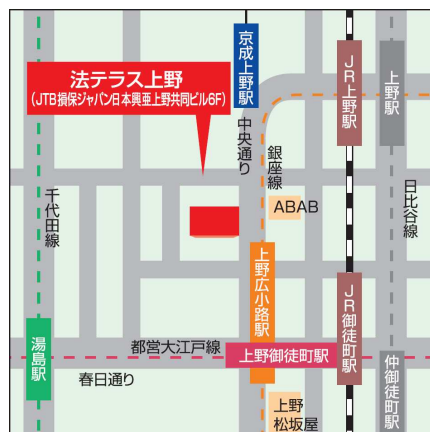 京成上野駅
JR上野駅
上野駅
法テラス上野
(JTB損保ジャパン日本興亜上野共同ビル6F)
中央通り
銀座線
千代田線
ABAB
日比谷線
上野広小路駅
JR御徒町駅
湯島駅
都営大江戸線
上野御徒町駅
仲御徒町駅
春日通り
上野
松坂屋